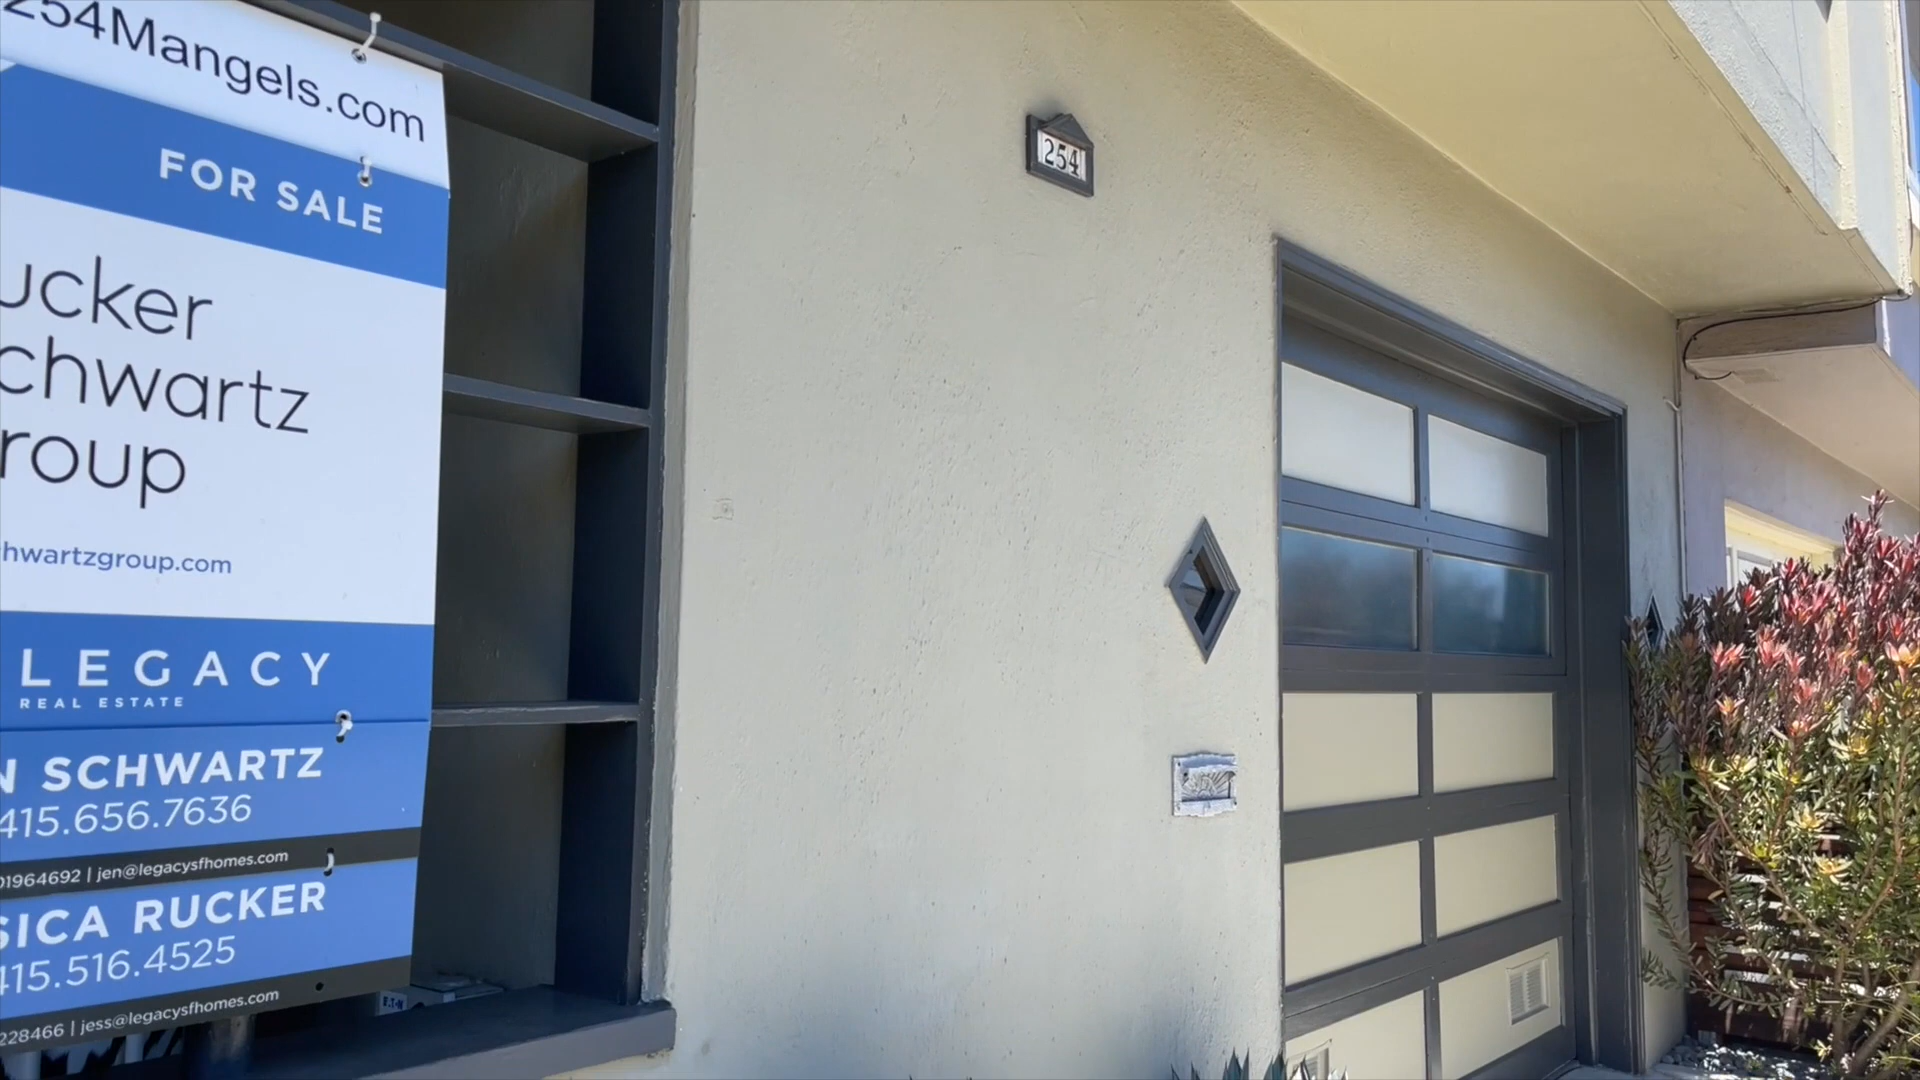 254Mangels.com
FOR SALE
ucker
chwartz
roup
hwartzgroup.com
LEGACY
REAL ESTATE
N SCHWARTZ
415.656.7636
01964692 | jen@legacysfhomes.com
SICA RUCKER
415.516.4525
228466 | jess@legacysfhomes.com
254